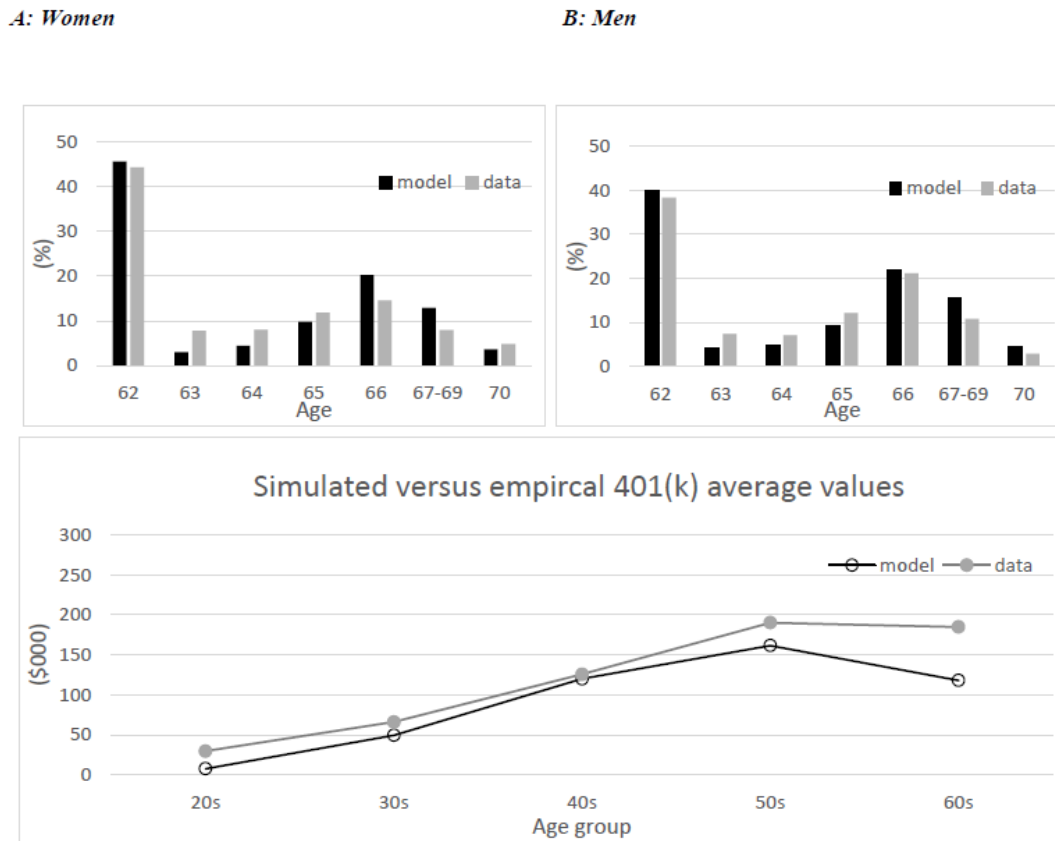 A: Women
B: Men
50
40
30
20
10
0
(%)
model data
62 63 64 65 66 67-69 70
Age
50
40
30
20
10
0
(%)
model data
62 63 64 65 66 67-69 70
Age
Simulated versus empircal 401(k) average values
300
250
200
150
100
50
0
($000)
model data
20s 30s 40s 50s 60s
Age group